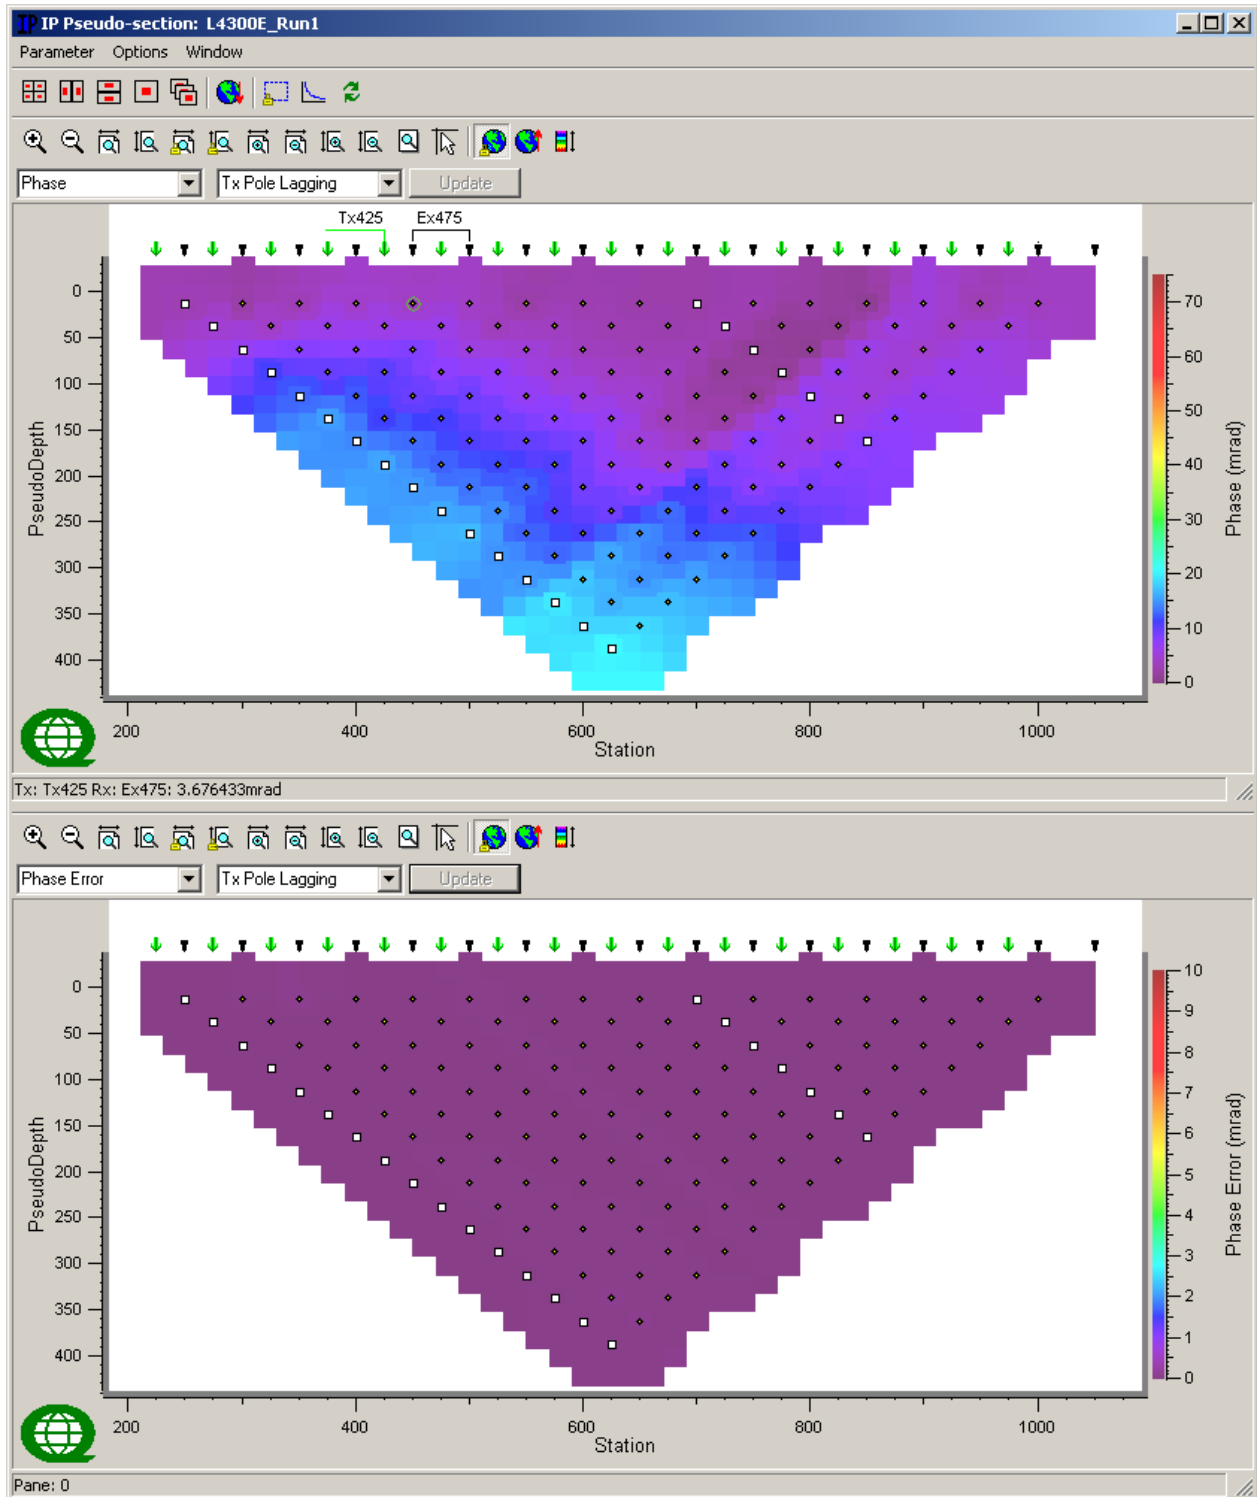 IP Pseudo-section: L4300E_Run1
Parameter Options Window
Phase Tx Pole Lagging Update
Tx425 Ex475
0
50
100
150
200
250
300
350
400
PseudoDepth
200 400 600 800 1000
Station
70
60
50
40
30
20
10
0
Phase (mrad)
Tx: Tx425 Rx: Ex475: 3.676433mrad
Phase Error Tx Pole Lagging Update
0
50
100
150
200
250
300
350
400
PseudoDepth
200 400 600 800 1000
Station
10
9
8
7
6
5
4
3
2
1
0
Phase Error (mrad)
Pane: 0